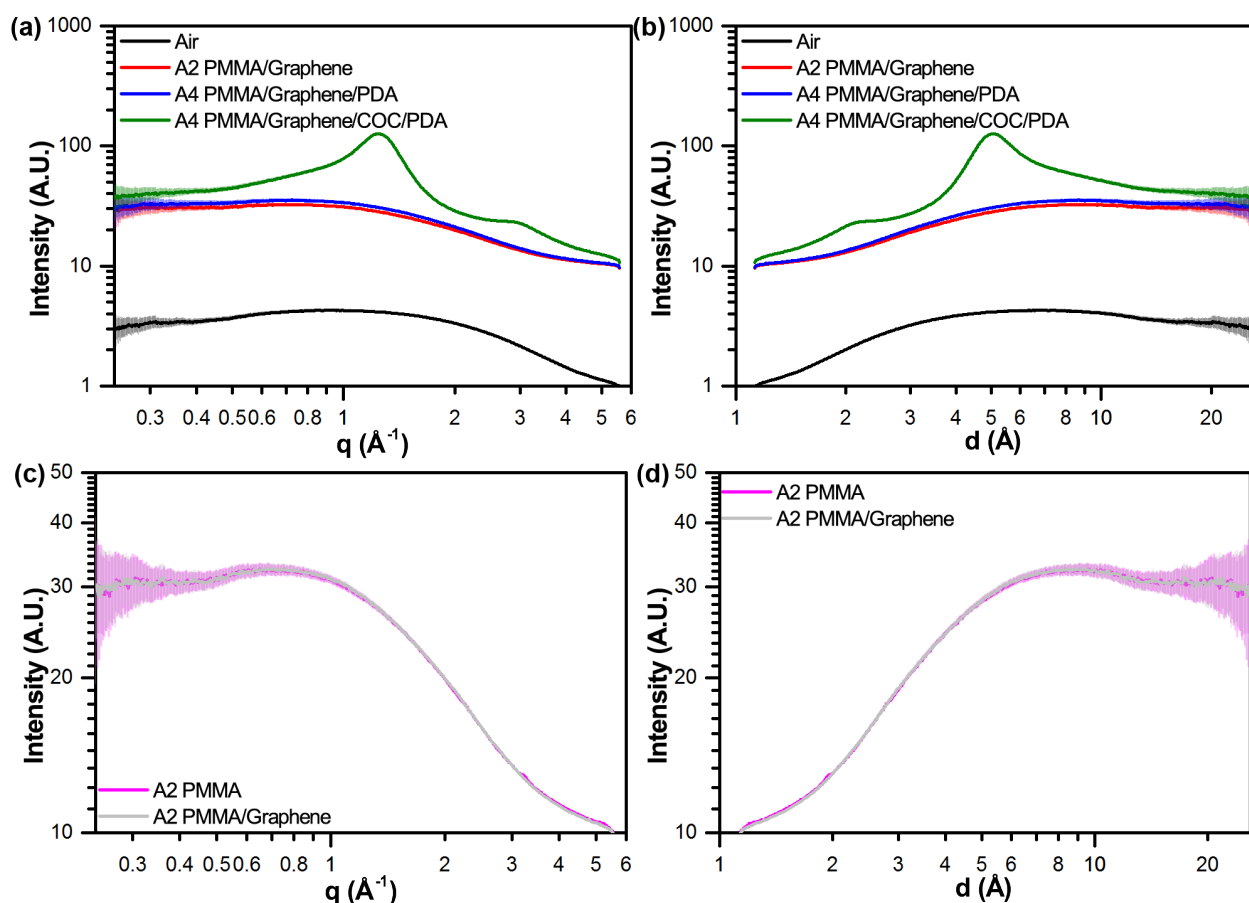 (a)
1000
100
10
1
Intensity (A.U.)
Air
A2 PMMA/Graphene
A4 PMMA/Graphene/PDA
A4 PMMA/Graphene/COC/PDA
0.3 0.4 0.5 0.6 0.8 1 2 3 4 5 6
q (Å⁻¹)
(b)
1000
100
10
1
Intensity (A.U.)
Air
A2 PMMA/Graphene
A4 PMMA/Graphene/PDA
A4 PMMA/Graphene/COC/PDA
1 2 3 4 5 6 8 10 20
d (Å)
(c)
50
40
30
20
10
Intensity (A.U.)
A2 PMMA
A2 PMMA/Graphene
0.3 0.4 0.5 0.6 0.8 1 2 3 4 5 6
q (Å⁻¹)
(d)
50
40
30
20
10
Intensity (A.U.)
A2 PMMA
A2 PMMA/Graphene
1 2 3 4 5 6 8 10 20
d (Å)